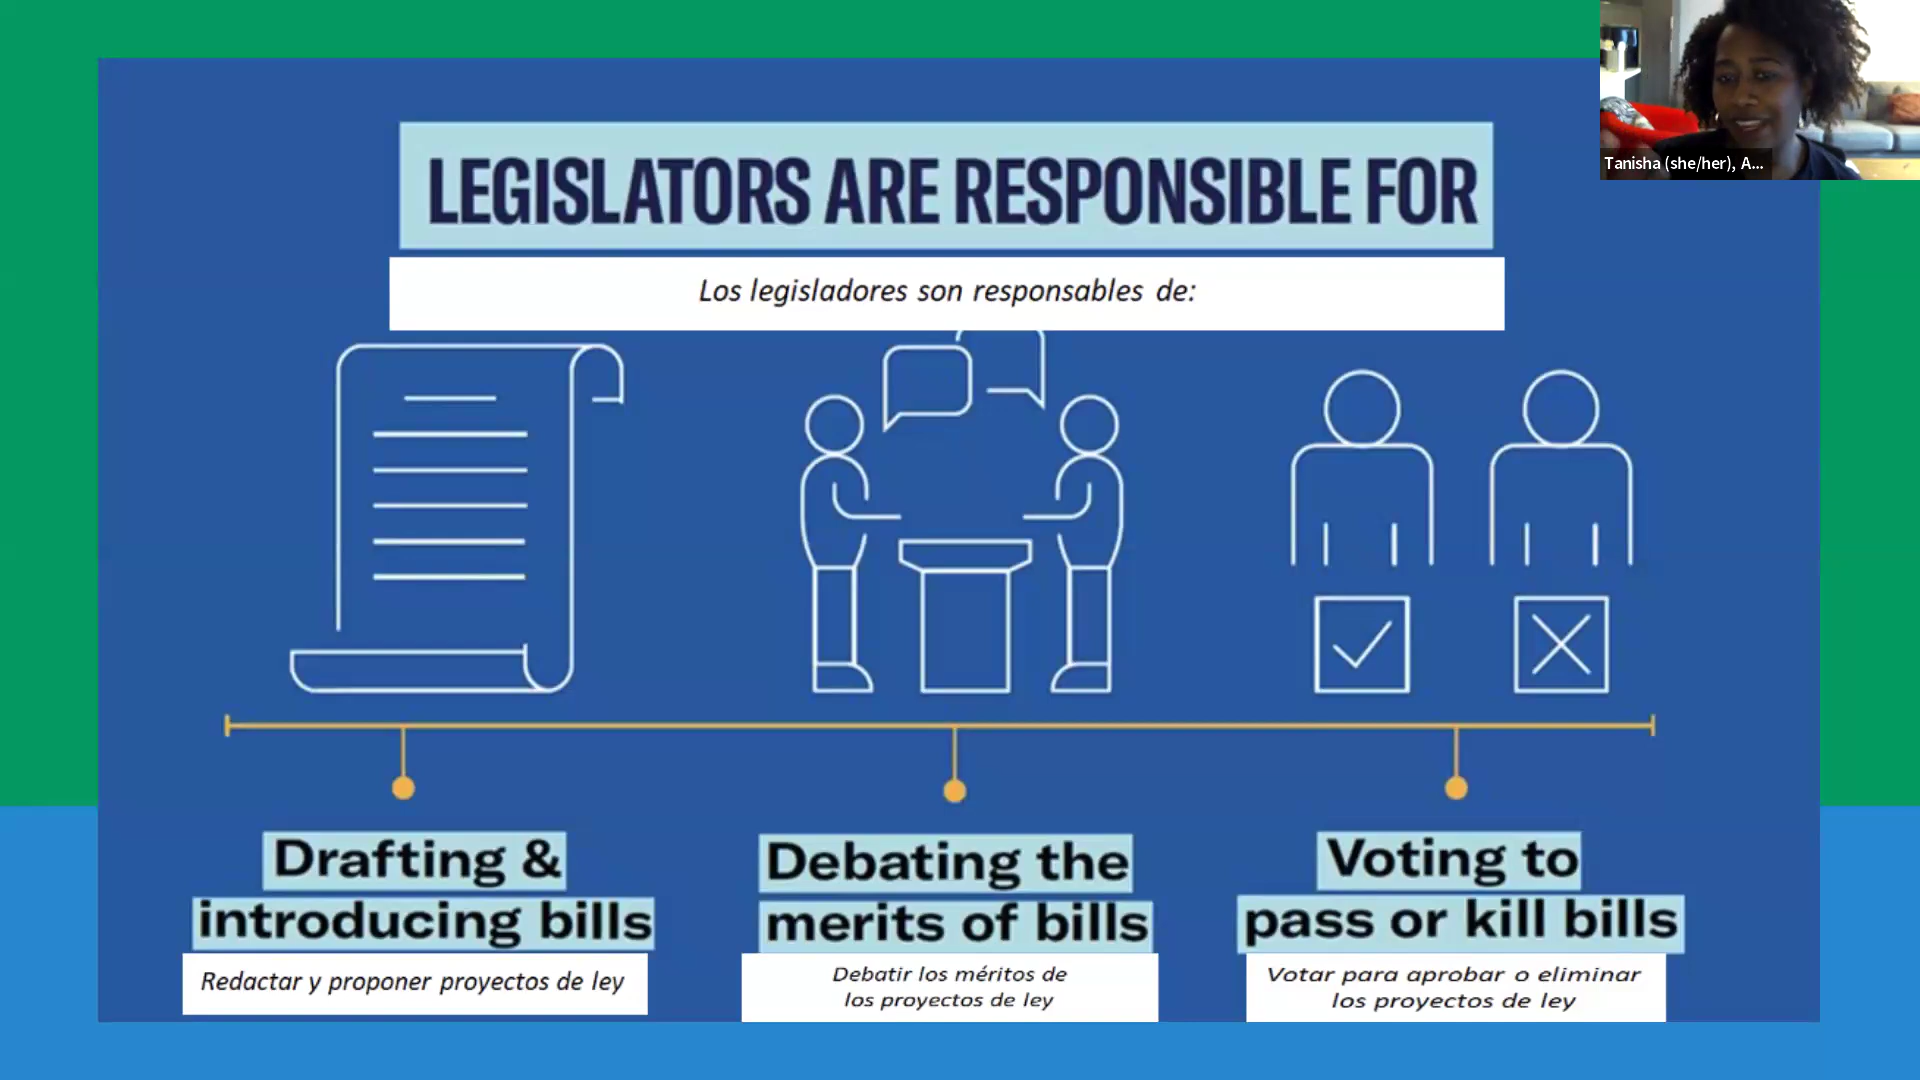 LEGISLATORS ARE RESPONSIBLE FOR
Los legisladores son responsables de:
Tanisha (she/her), A...
Drafting &
introducing bills
Redactar y proponer proyectos de ley
Debating the
merits of bills
Debatir los méritos de
los proyectos de ley
Voting to
pass or kill bills
Votar para aprobar o eliminar
los proyectos de ley